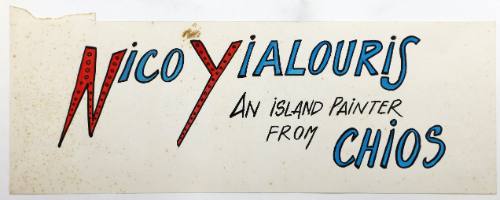 Nico Yialouris
An island Painter
from Chios